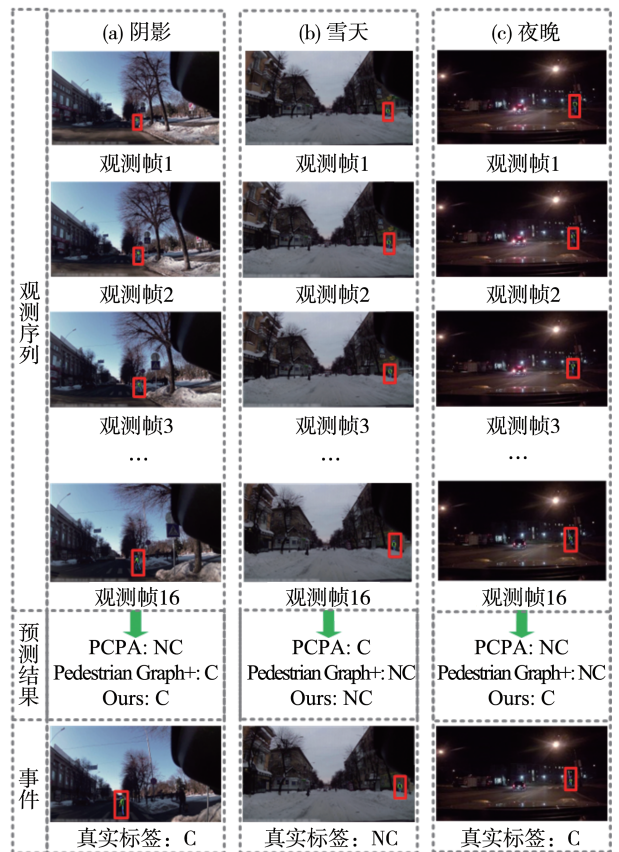 (a) 阴影 (b) 雪天 (c) 夜晚
观测序列
观测帧1 观测帧1 观测帧1
观测帧2 观测帧2 观测帧2
观测帧3 观测帧3 观测帧3
… … …
观测帧16 观测帧16 观测帧16
预测结果
PCPA: NC PCPA: C PCPA: NC
Pedestrian Graph+: C Pedestrian Graph+: NC Pedestrian Graph+: NC
Ours: C Ours: NC Ours: C
事件
真实标签：C 真实标签：NC 真实标签：C